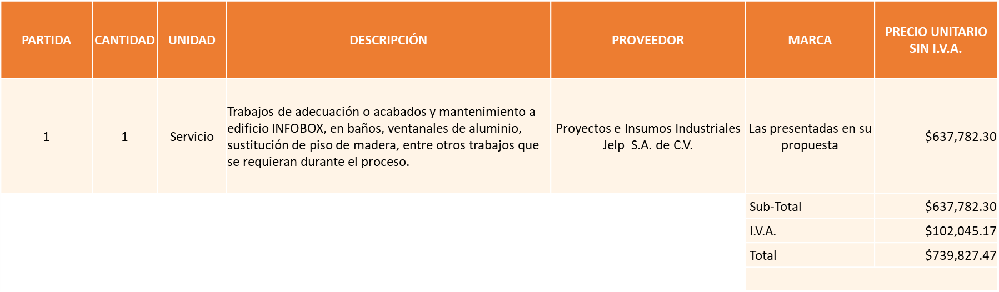 PARTIDA
CANTIDAD
UNIDAD
DESCRIPCIÓN
PROVEEDOR
MARCA
PRECIO UNITARIO
SIN I.V.A.
1
1
Servicio
Trabajos de adecuación o acabados y mantenimiento a
edificio INFOBOX, en baños, ventanales de aluminio,
sustitución de piso de madera, entre otros trabajos que
se requieran durante el proceso.
Proyectos e Insumos Industriales
Jelp  S.A. de C.V.
Las presentadas en su
propuesta
$637,782.30
Sub-Total
$637,782.30
I.V.A.
$102,045.17
Total
$739,827.47